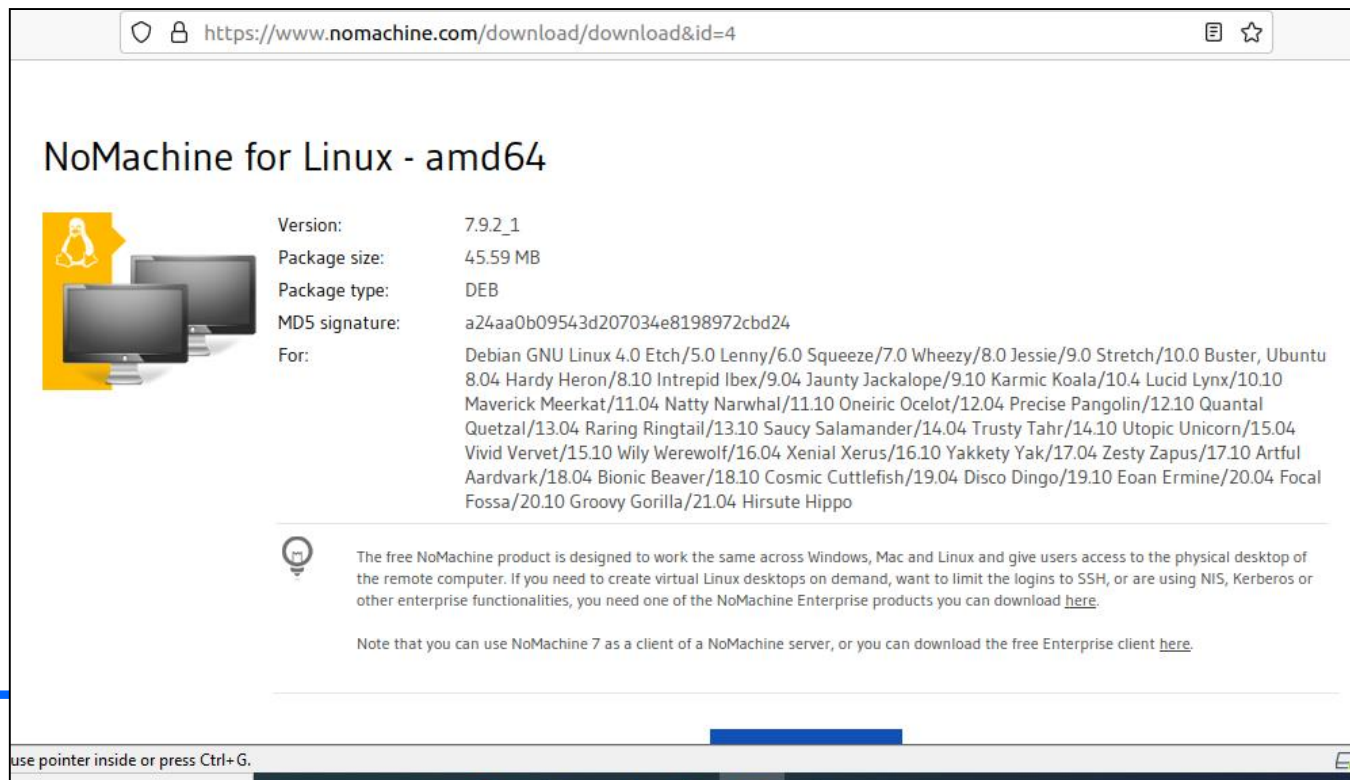 https://www.nomachine.com/download/download&id=4
NoMachine for Linux - amd64
Version: 7.9.2_1
Package size: 45.59 MB
Package type: DEB
MD5 signature: a24aa0b09543d207034e8198972cbd24
For: Debian GNU Linux 4.0 Etch/5.0 Lenny/6.0 Squeeze/7.0 Wheezy/8.0 Jessie/9.0 Stretch/10.0 Buster, Ubuntu
8.04 Hardy Heron/8.10 Intrepid Ibex/9.04 Jaunty Jackalope/9.10 Karmic Koala/10.4 Lucid Lynx/10.10
Maverick Meerkat/11.04 Natty Narwhal/11.10 Oneiric Ocelot/12.04 Precise Pangolin/12.10 Quantal
Quetzal/13.04 Raring Ringtail/13.10 Saucy Salamander/14.04 Trusty Tahr/14.10 Utopic Unicorn/15.04
Vivid Vervet/15.10 Wily Werewolf/16.04 Xenial Xerus/16.10 Yakkety Yak/17.04 Zesty Zapus/17.10 Artful
Aardvark/18.04 Bionic Beaver/18.10 Cosmic Cuttlefish/19.04 Disco Dingo/19.10 Eoan Ermine/20.04 Focal
Fossa/20.10 Groovy Gorilla/21.04 Hirsute Hippo
The free NoMachine product is designed to work the same across Windows, Mac and Linux and give users access to the physical desktop of
the remote computer. If you need to create virtual Linux desktops on demand, want to limit the logins to SSH, or are using NIS, Kerberos or
other enterprise functionalities, you need one of the NoMachine Enterprise products you can download here.
Note that you can use NoMachine 7 as a client of a NoMachine server, or you can download the free Enterprise client here.
use pointer inside or press Ctrl+G.